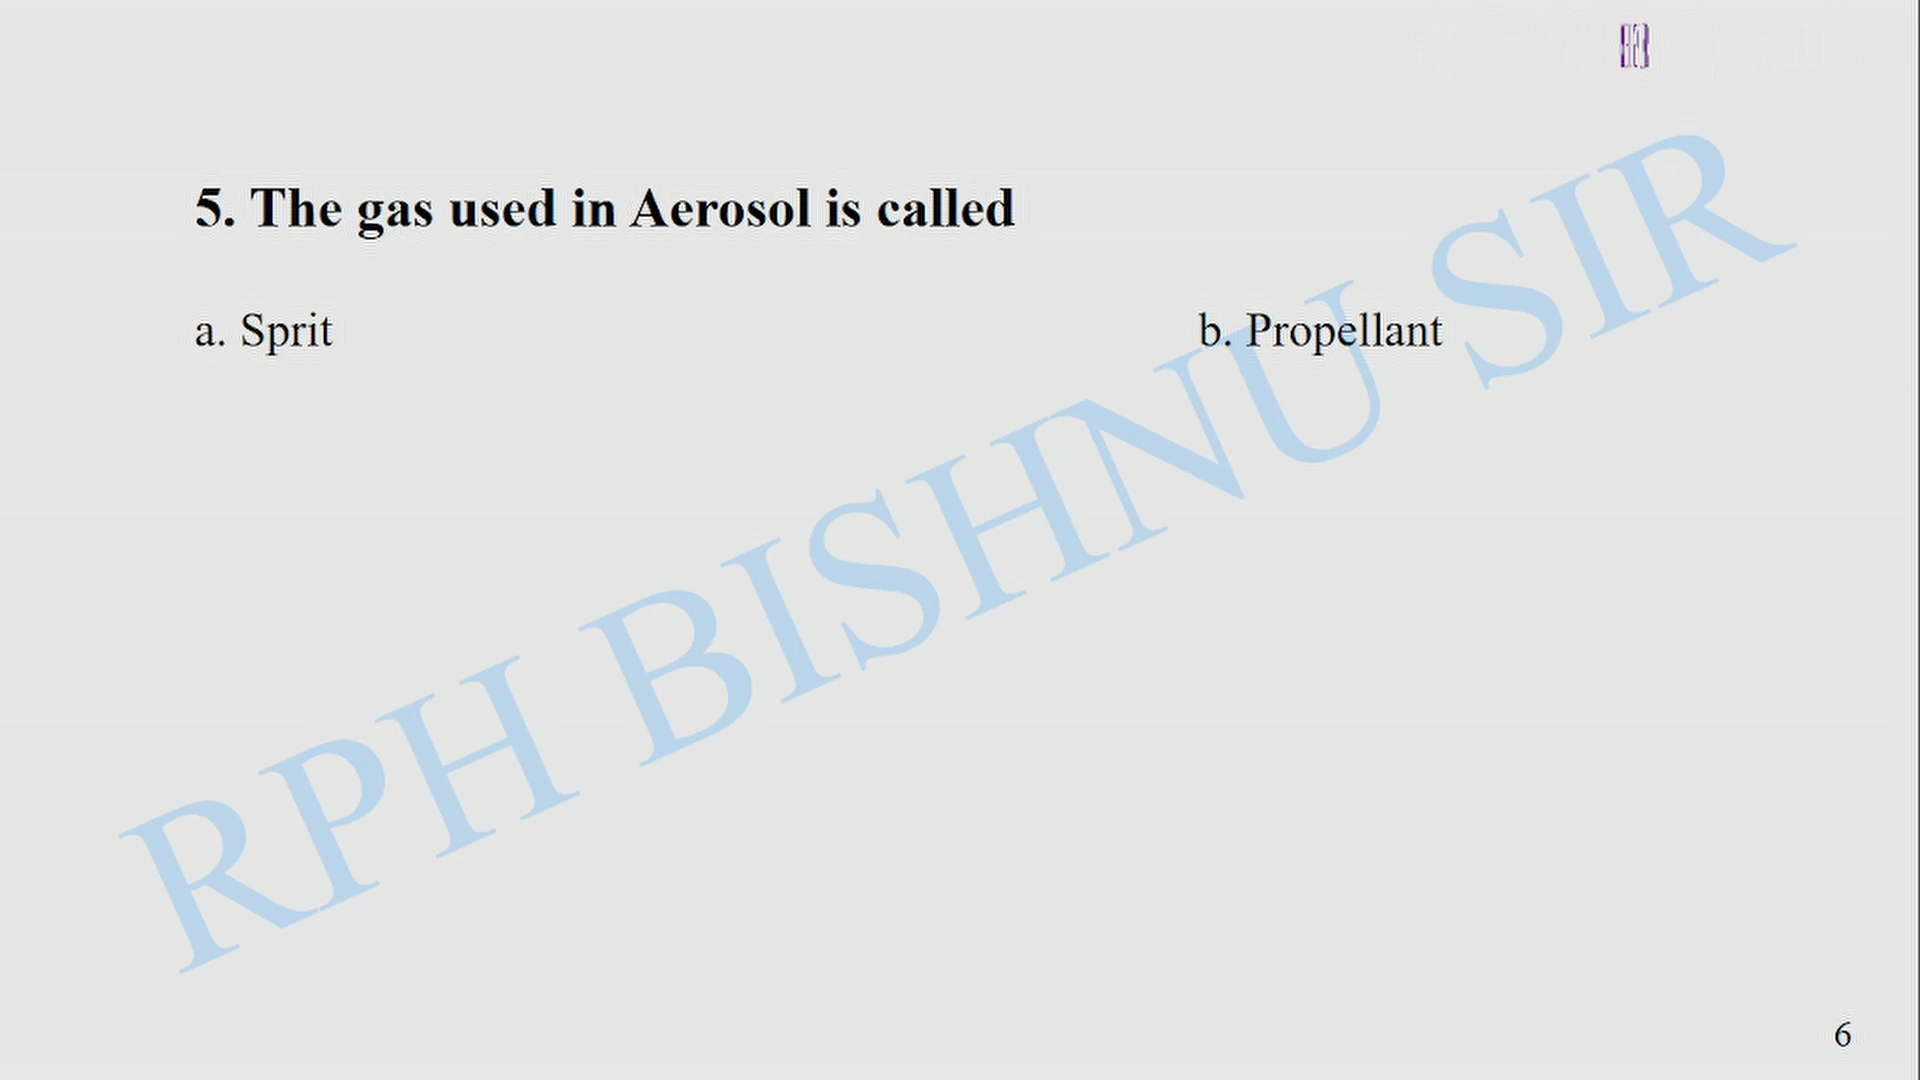 5. The gas used in Aerosol is called
a. Sprit
b. Propellant
RPH BISHNU SIR
6